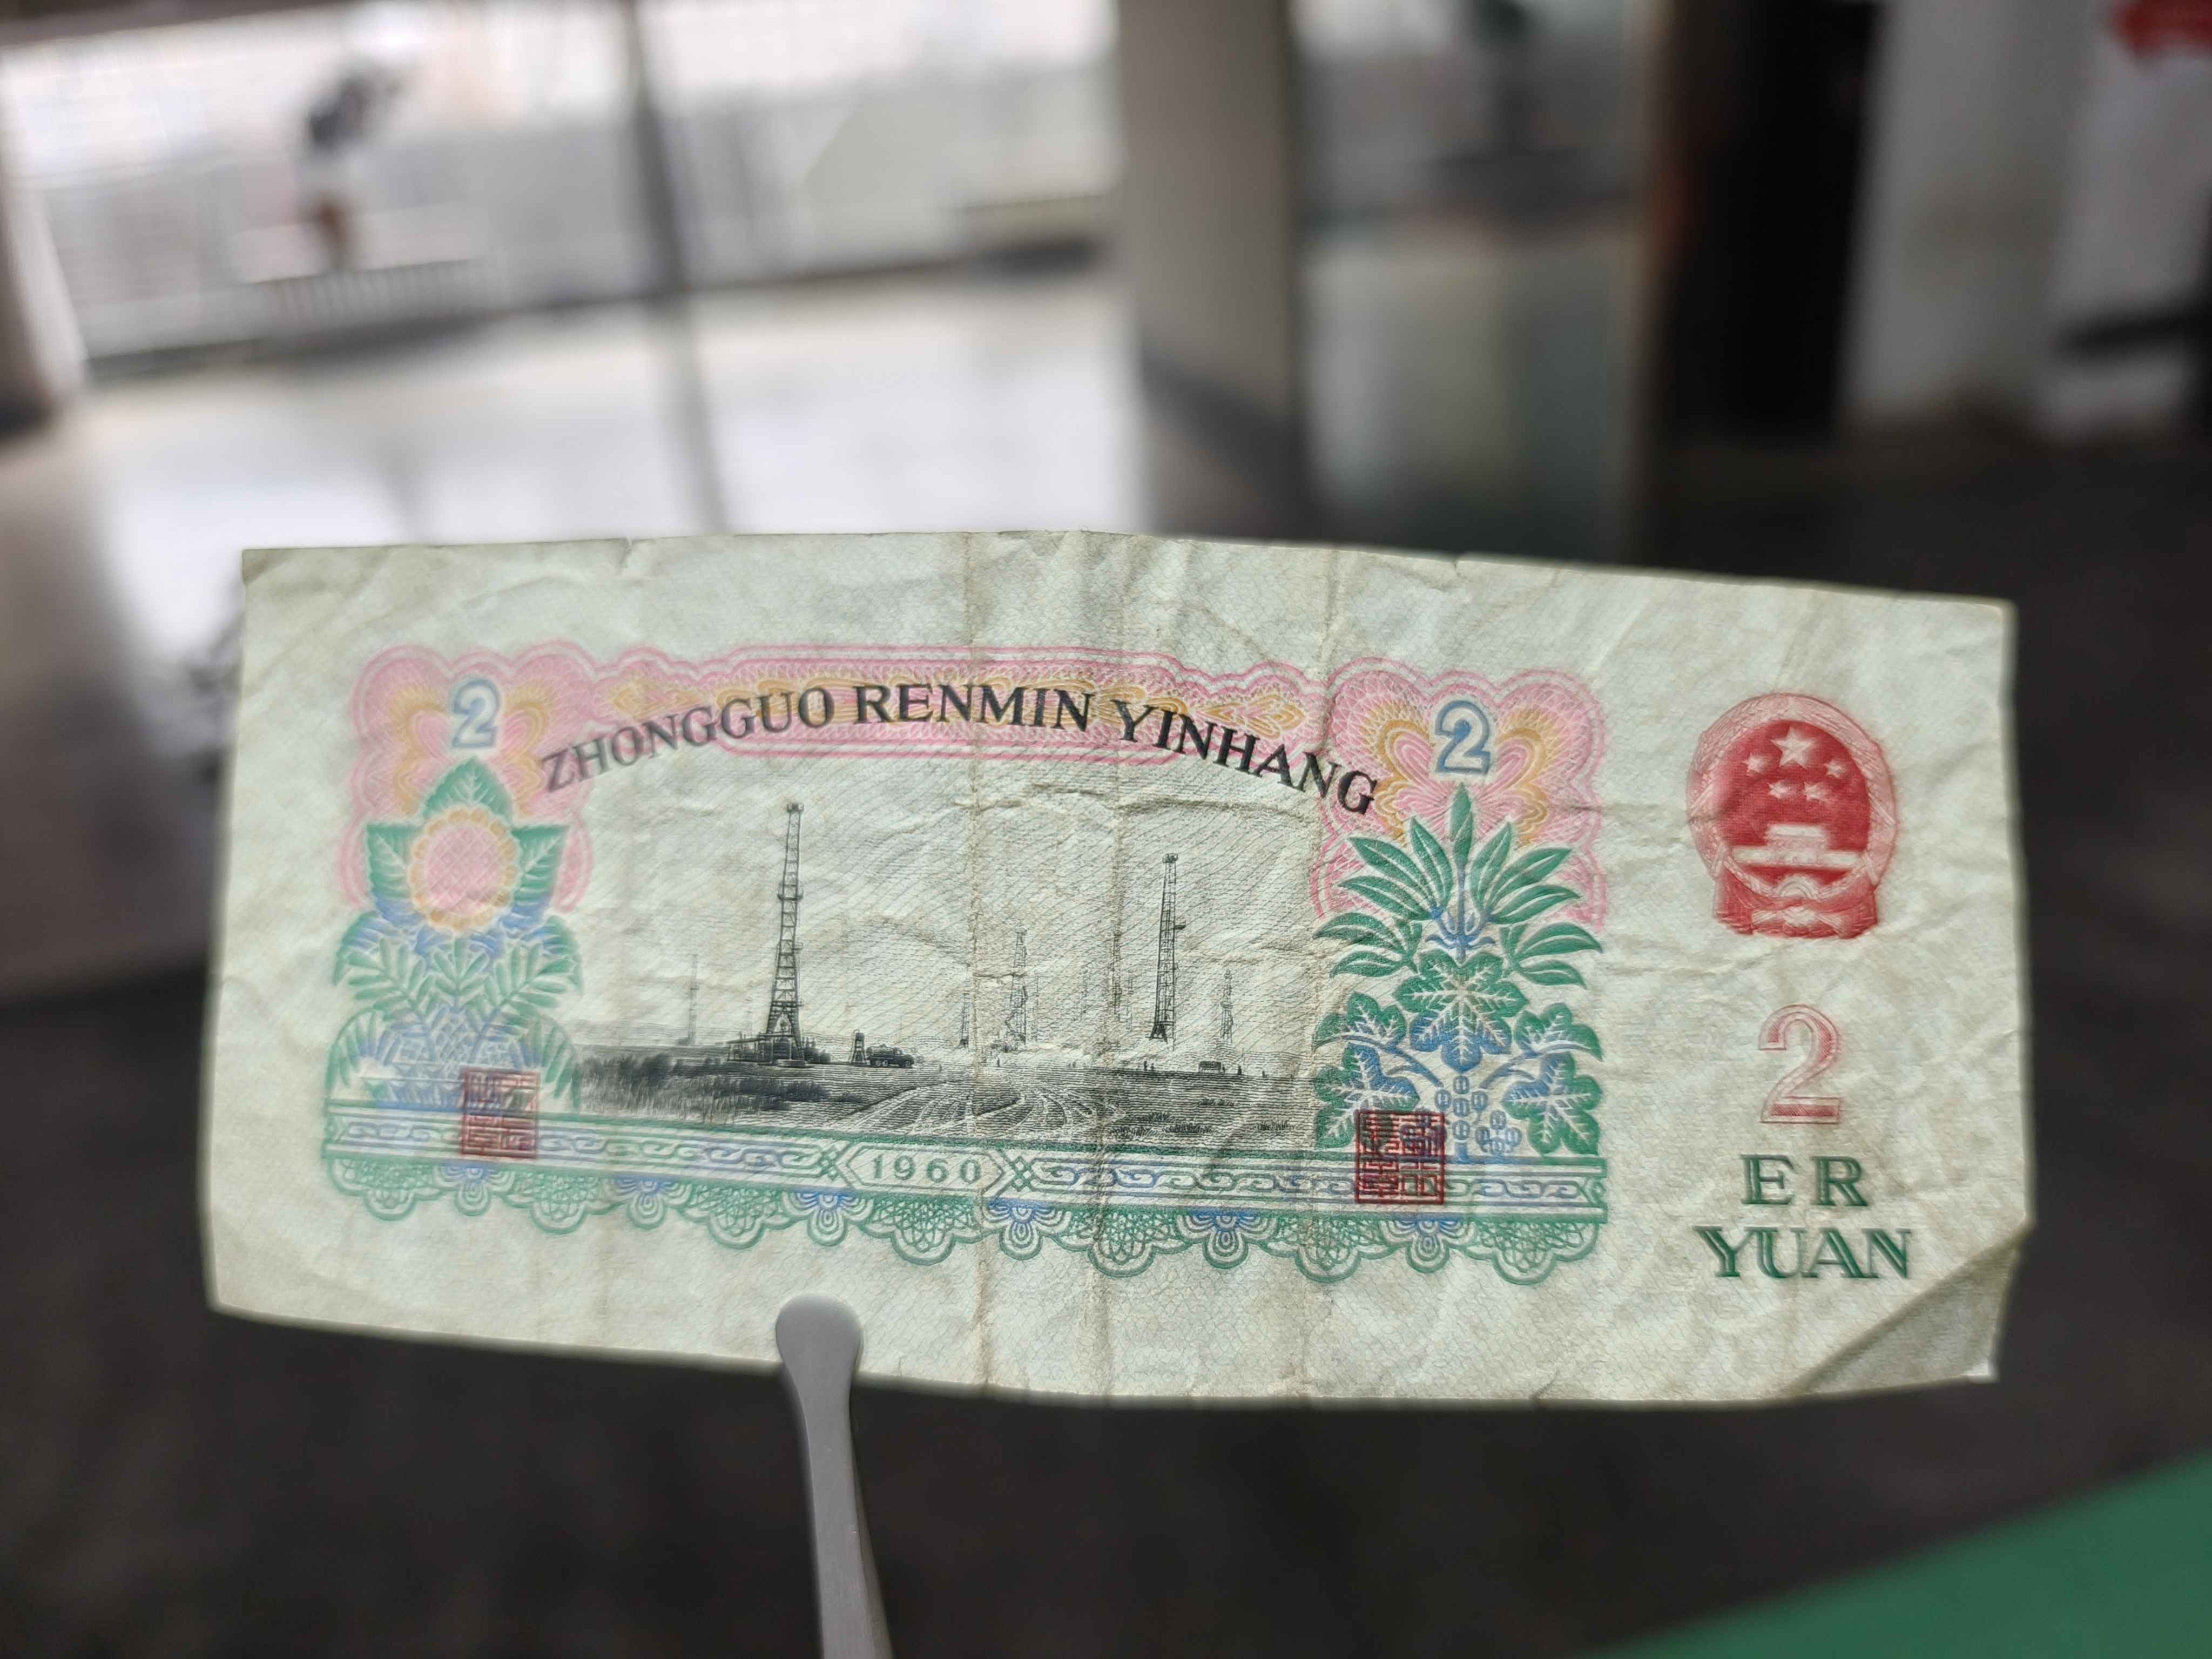 2
2
ZHONGGUO RENMIN YINHANG
2
1960
ER
YUAN